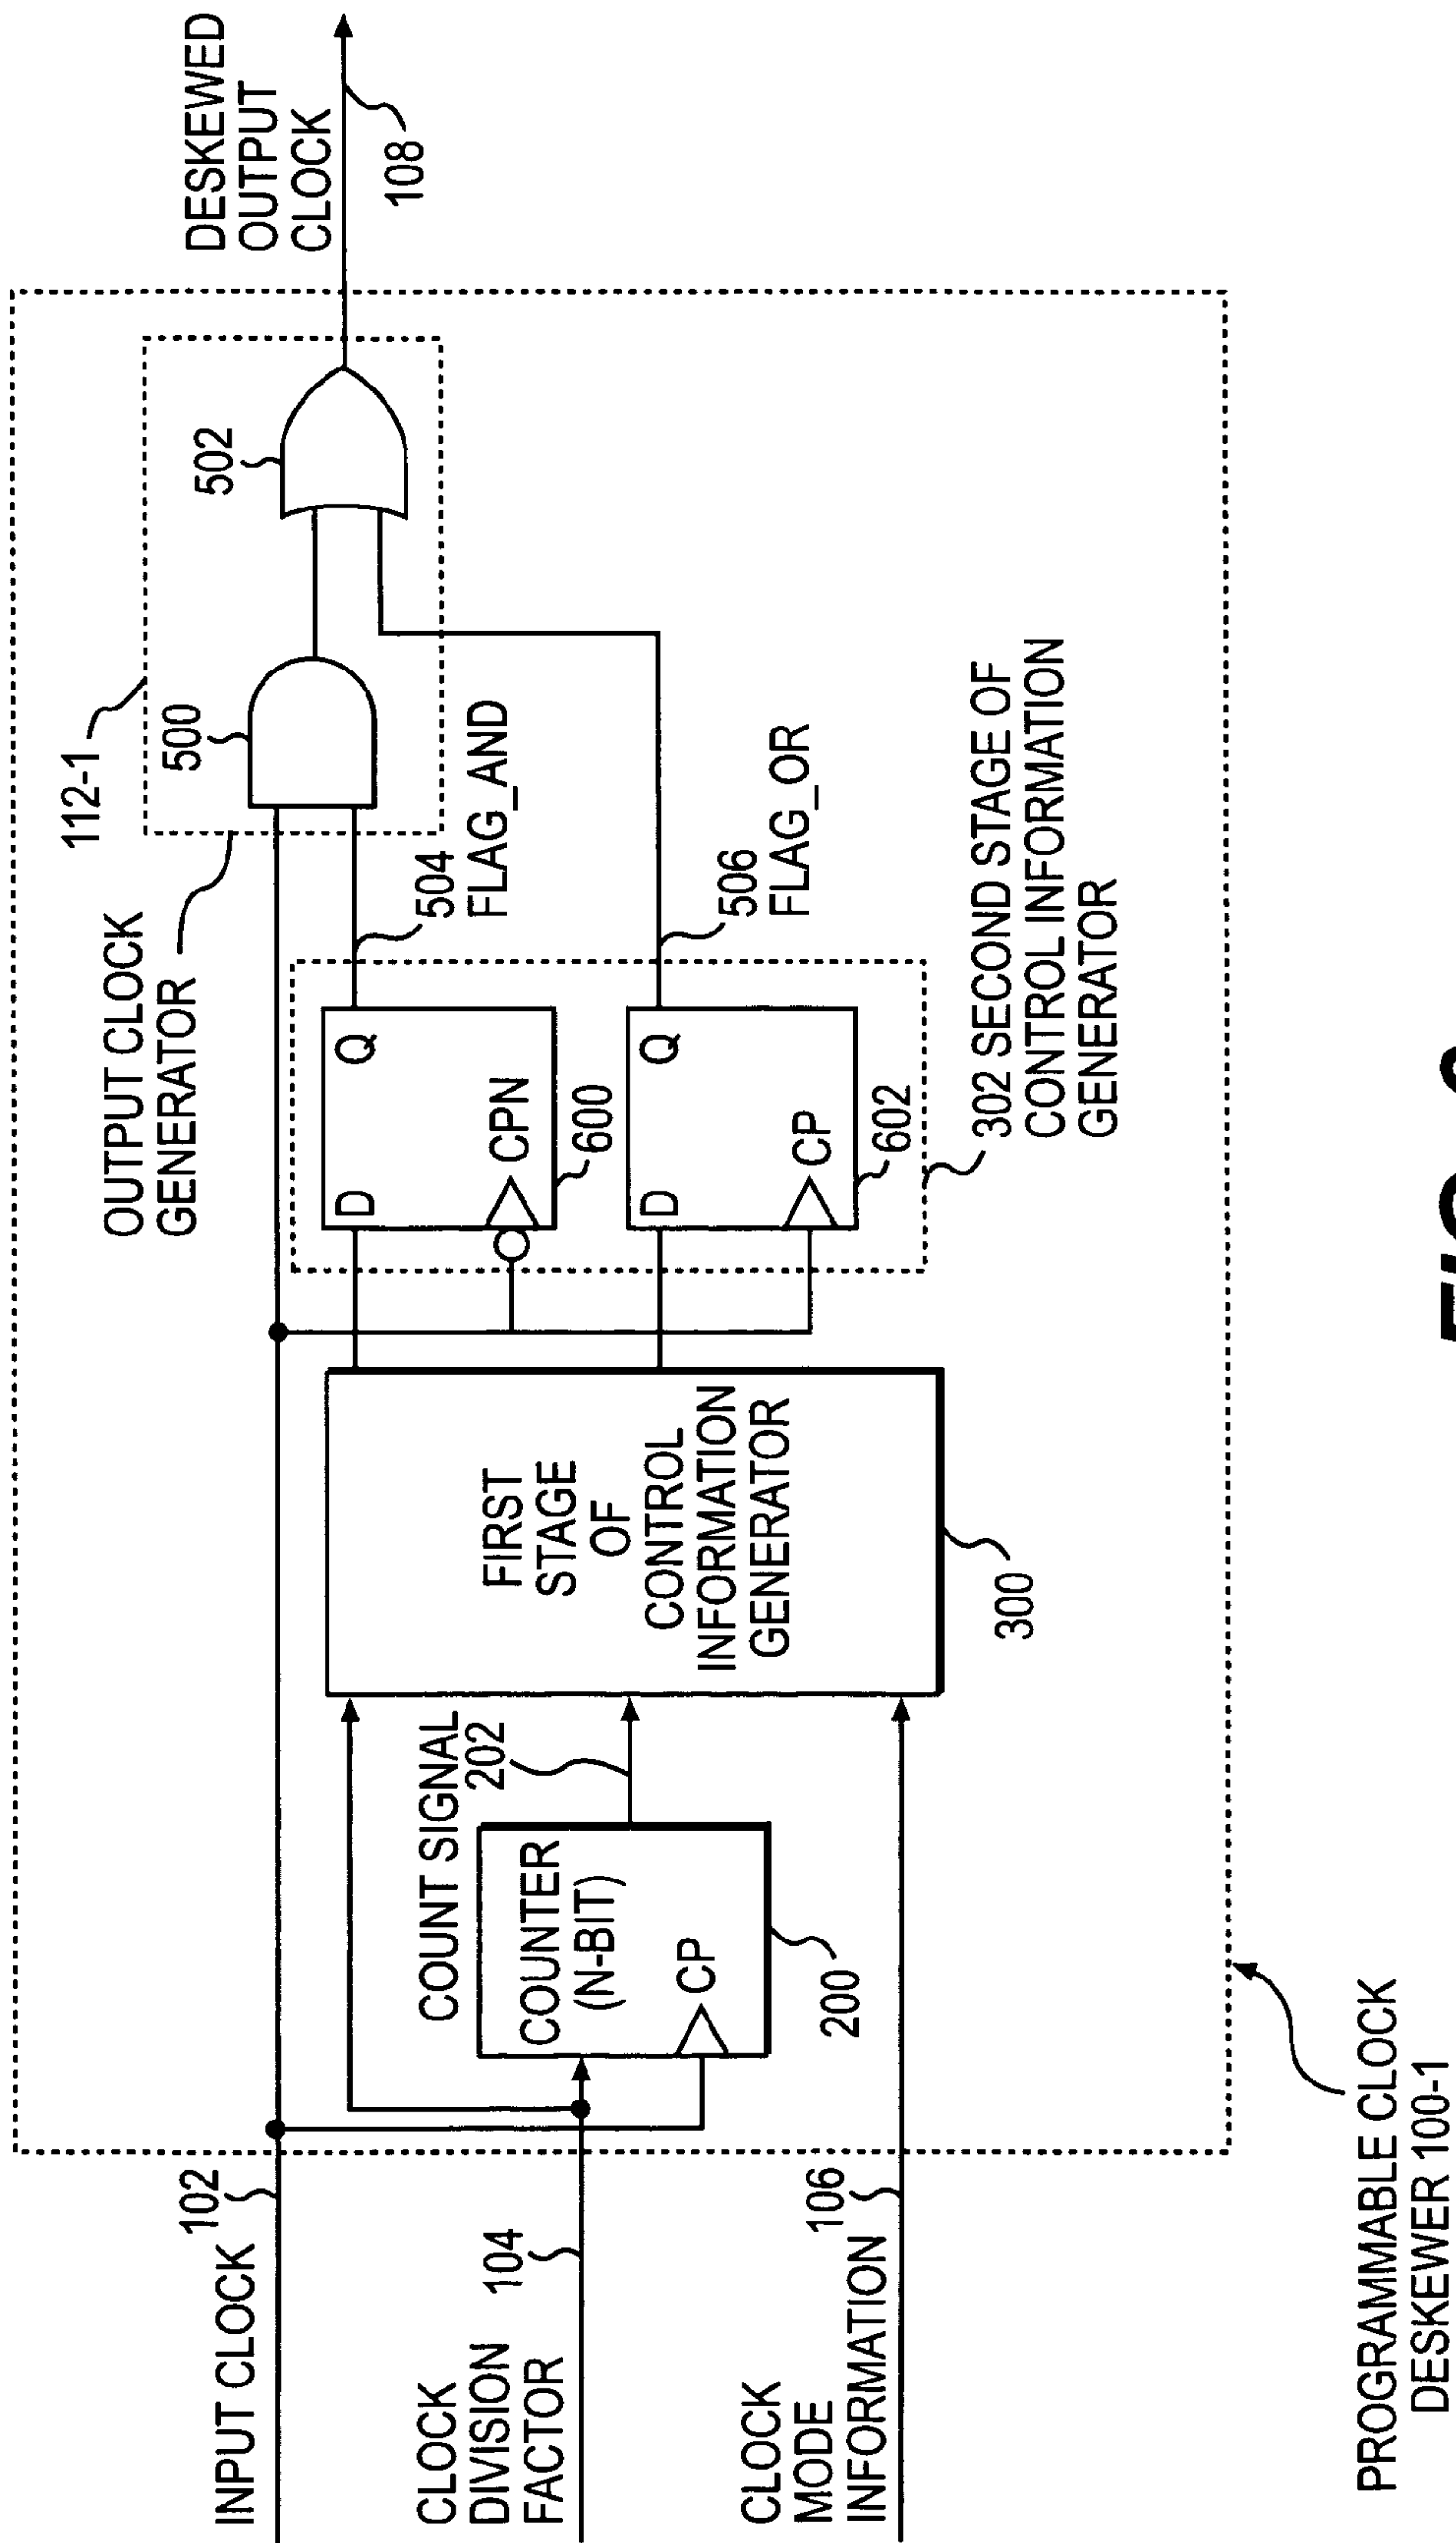 DESKEWED
OUTPUT
CLOCK
108
112-1
OUTPUT CLOCK
GENERATOR
500
502
504
FLAG_AND
506
FLAG_OR
D
Q
CPN
600
D
Q
CP
602
302 SECOND STAGE OF
CONTROL INFORMATION
GENERATOR
FIRST
STAGE
OF
CONTROL
INFORMATION
GENERATOR
300
COUNT SIGNAL
202
COUNTER
(N-BIT)
CP
200
INPUT CLOCK
102
CLOCK
DIVISION
FACTOR
104
CLOCK
MODE
INFORMATION
106
PROGRAMMABLE CLOCK
DESKEWER 100-1